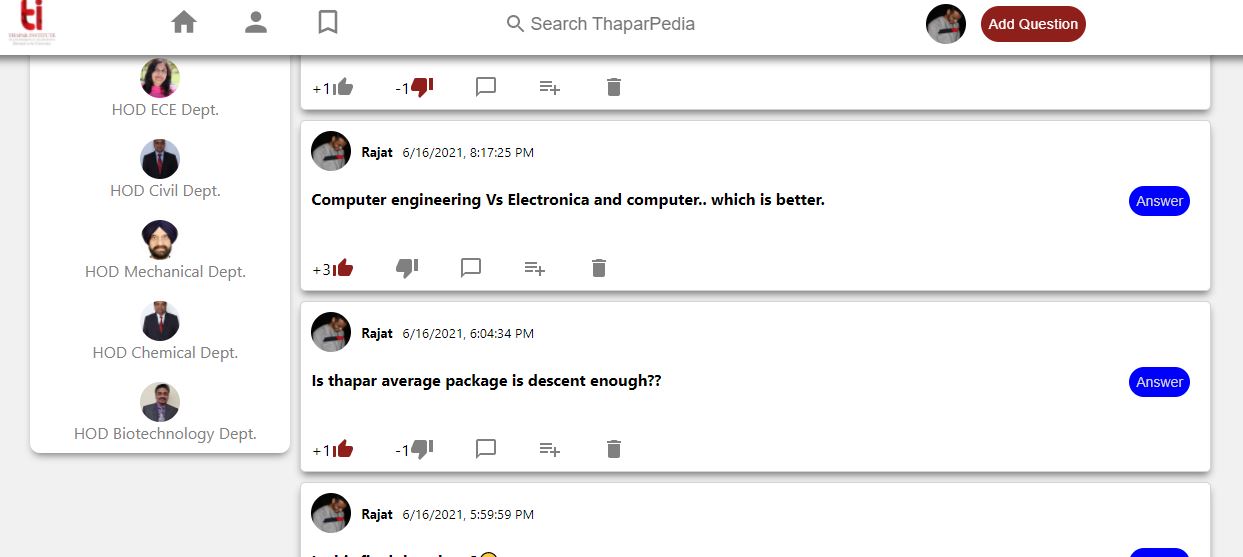 ti
THAPAR INSTITUTE
Search ThaparPedia
Add Question
HOD ECE Dept.
HOD Civil Dept.
HOD Mechanical Dept.
HOD Chemical Dept.
HOD Biotechnology Dept.
+1
-1
Rajat 6/16/2021, 8:17:25 PM
Computer engineering Vs Electronica and computer.. which is better.
Answer
+3
Rajat 6/16/2021, 6:04:34 PM
Is thapar average package is descent enough??
Answer
+1
-1
Rajat 6/16/2021, 5:59:59 PM